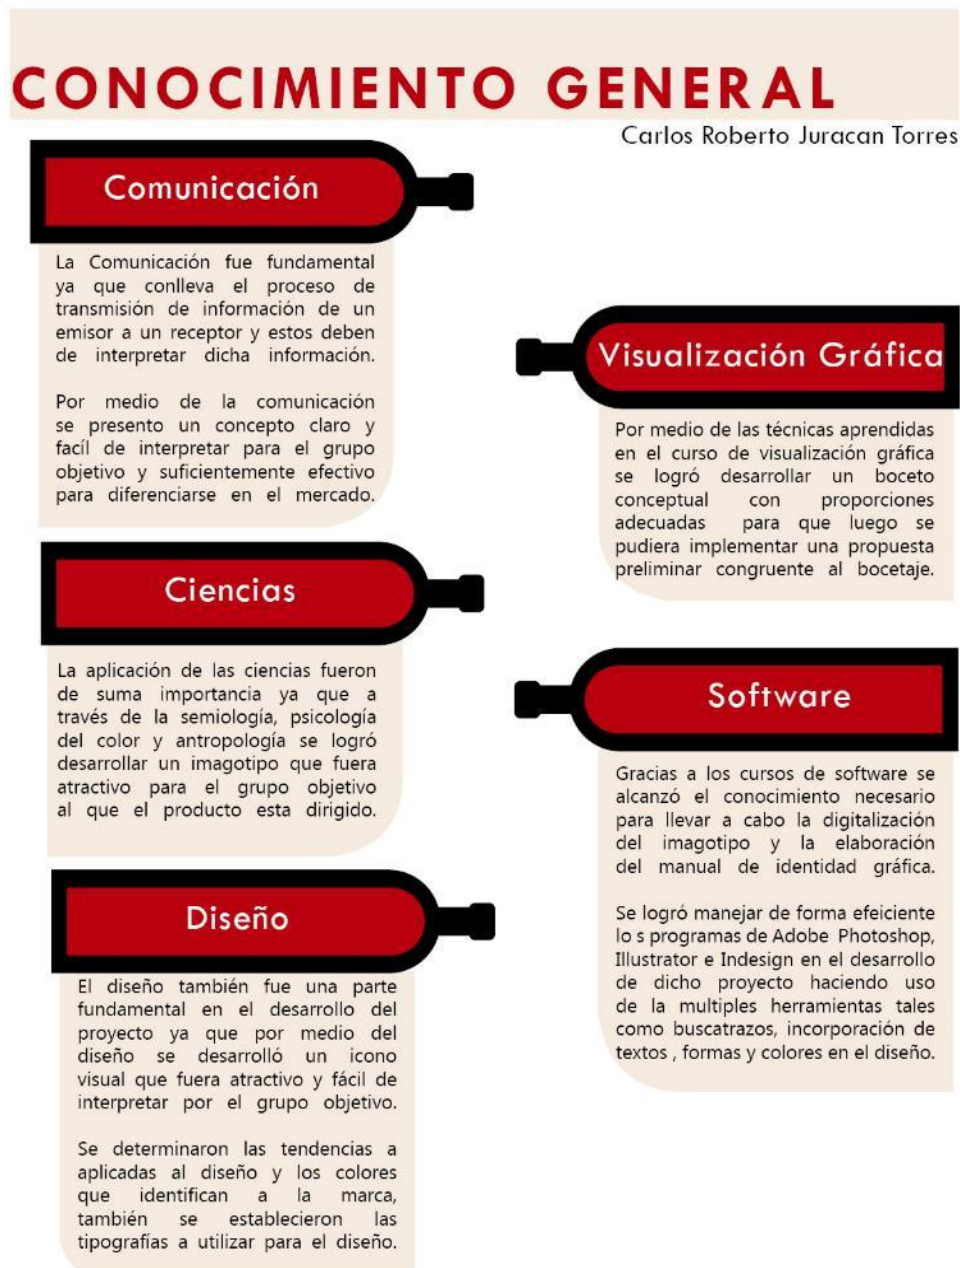 CONOCIMIENTO GENERAL
Carlos Roberto Juracan Torres
Comunicación
La Comunicación fue fundamental
ya que conlleva el proceso de
transmisión de información de un
emisor a un receptor y estos deben
de interpretar dicha información.
Por medio de la comunicación
se presento un concepto claro y
facíl de interpretar para el grupo
objetivo y suficientemente efectivo
para diferenciarse en el mercado.
Visualización Gráfica
Por medio de las técnicas aprendidas
en el curso de visualización gráfica
se logró desarrollar un boceto
conceptual con proporciones
adecuadas para que luego se
pudiera implementar una propuesta
preliminar congruente al bocetaje.
Ciencias
La aplicación de las ciencias fueron
de suma importancia ya que a
través de la semiología, psicología
del color y antropología se logró
desarrollar un imagotipo que fuera
atractivo para el grupo objetivo
al que el producto esta dirigido.
Software
Gracias a los cursos de software se
alcanzó el conocimiento necesario
para llevar a cabo la digitalización
del imagotipo y la elaboración
del manual de identidad gráfica.
Se logró manejar de forma efeiciente
lo s programas de Adobe Photoshop,
Illustrator e Indesign en el desarrollo
de dicho proyecto haciendo uso
de la multiples herramientas tales
como buscatrazos, incorporación de
textos , formas y colores en el diseño.
Diseño
El diseño también fue una parte
fundamental en el desarrollo del
proyecto ya que por medio del
diseño se desarrolló un icono
visual que fuera atractivo y fácil de
interpretar por el grupo objetivo.
Se determinaron las tendencias a
aplicadas al diseño y los colores
que identifican a la marca,
también se establecieron las
tipografías a utilizar para el diseño.